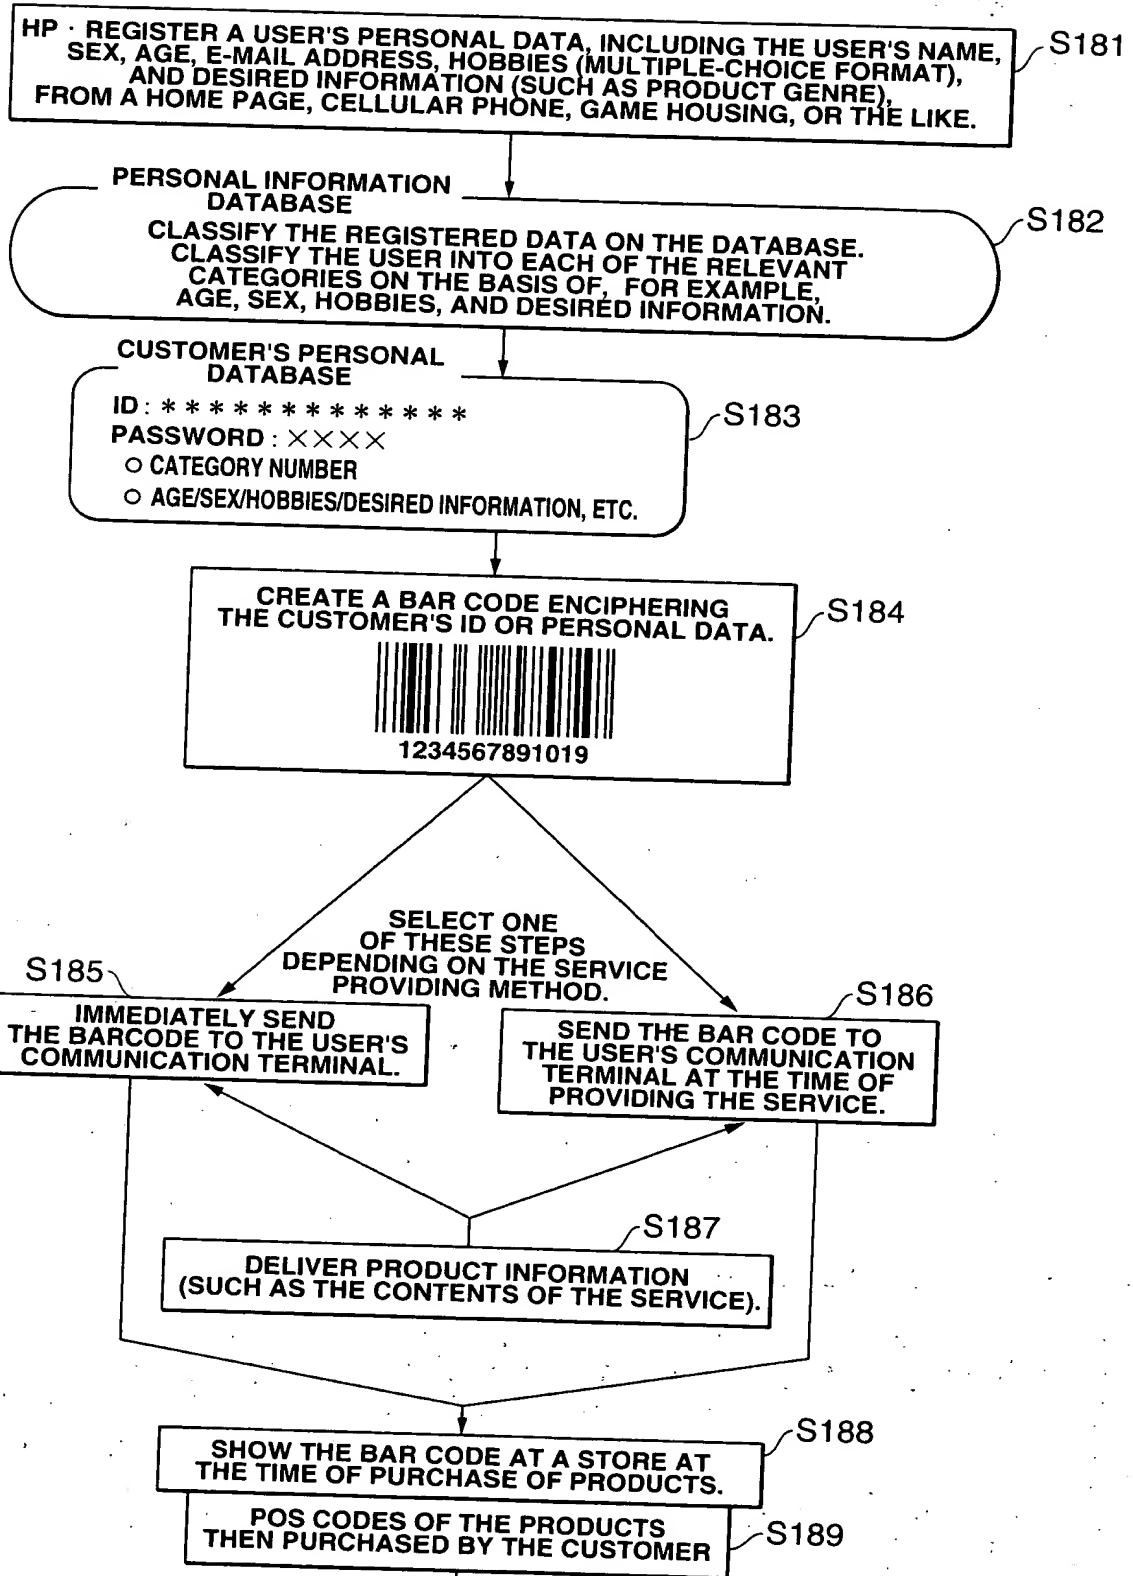 HP · REGISTER A USER'S PERSONAL DATA, INCLUDING THE USER'S NAME,
SEX, AGE, E-MAIL ADDRESS, HOBBIES (MULTIPLE-CHOICE FORMAT),
AND DESIRED INFORMATION (SUCH AS PRODUCT GENRE),
FROM A HOME PAGE, CELLULAR PHONE, GAME HOUSING, OR THE LIKE.
S181
PERSONAL INFORMATION
DATABASE
S182
CLASSIFY THE REGISTERED DATA ON THE DATABASE.
CLASSIFY THE USER INTO EACH OF THE RELEVANT
CATEGORIES ON THE BASIS OF, FOR EXAMPLE,
AGE, SEX, HOBBIES, AND DESIRED INFORMATION.
CUSTOMER'S PERSONAL
DATABASE
S183
ID : * * * * * * * * * * * * *
PASSWORD : ××××
○ CATEGORY NUMBER
○ AGE/SEX/HOBBIES/DESIRED INFORMATION, ETC.
CREATE A BAR CODE ENCIPHERING
THE CUSTOMER'S ID OR PERSONAL DATA.
S184
1234567891019
SELECT ONE
OF THESE STEPS
DEPENDING ON THE SERVICE
PROVIDING METHOD.
S185
IMMEDIATELY SEND
THE BARCODE TO THE USER'S
COMMUNICATION TERMINAL.
S186
SEND THE BAR CODE TO
THE USER'S COMMUNICATION
TERMINAL AT THE TIME OF
PROVIDING THE SERVICE.
S187
DELIVER PRODUCT INFORMATION
(SUCH AS THE CONTENTS OF THE SERVICE).
S188
SHOW THE BAR CODE AT A STORE AT
THE TIME OF PURCHASE OF PRODUCTS.
POS CODES OF THE PRODUCTS
THEN PURCHASED BY THE CUSTOMER
S189